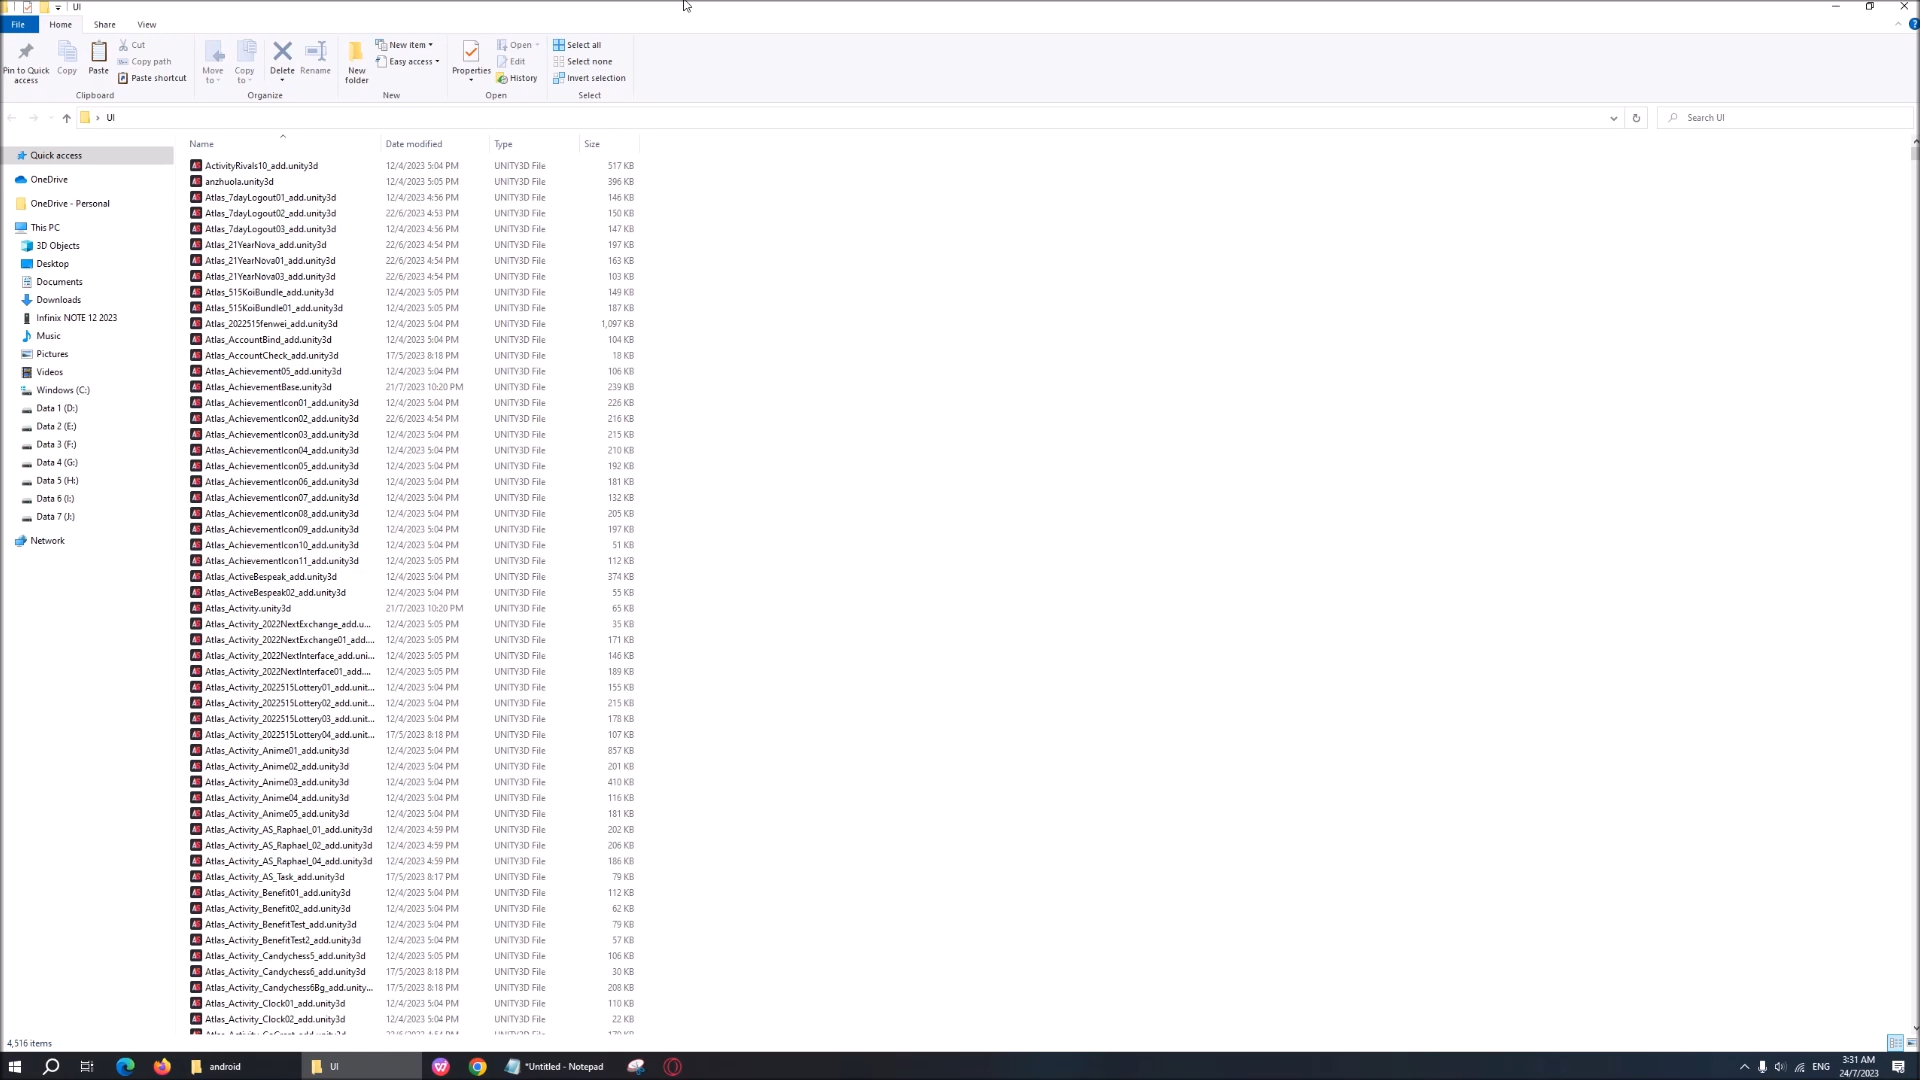 UI
File Home Share View
Pin to Quick access
Copy
Paste
Cut
Copy path
Paste shortcut
Clipboard
Move to
Copy to
Delete
Rename
Organize
New folder
New item
Easy access
New
Properties
Open
Edit
History
Open
Select all
Select none
Invert selection
Select
UI
Search UI
Quick access
OneDrive
OneDrive - Personal
This PC
3D Objects
Desktop
Documents
Downloads
Infinix NOTE 12 2023
Music
Pictures
Videos
Windows (C:)
Data 1 (D:)
Data 2 (E:)
Data 3 (F:)
Data 4 (G:)
Data 5 (H:)
Data 6 (I:)
Data 7 (J:)
Network
Name Date modified Type Size
ActivityRivals10_add.unity3d 12/4/2023 5:04 PM UNITY3D File 517 KB
anzhuola.unity3d 12/4/2023 5:05 PM UNITY3D File 396 KB
Atlas_7dayLogout01_add.unity3d 12/4/2023 4:56 PM UNITY3D File 146 KB
Atlas_7dayLogout02_add.unity3d 22/6/2023 4:53 PM UNITY3D File 150 KB
Atlas_7dayLogout03_add.unity3d 12/4/2023 4:56 PM UNITY3D File 147 KB
Atlas_21YearNova_add.unity3d 22/6/2023 4:54 PM UNITY3D File 197 KB
Atlas_21YearNova01_add.unity3d 22/6/2023 4:54 PM UNITY3D File 163 KB
Atlas_21YearNova03_add.unity3d 22/6/2023 4:54 PM UNITY3D File 103 KB
Atlas_515KoiBundle_add.unity3d 12/4/2023 5:05 PM UNITY3D File 149 KB
Atlas_515KoiBundle01_add.unity3d 12/4/2023 5:05 PM UNITY3D File 187 KB
Atlas_2022515fenwei_add.unity3d 12/4/2023 5:04 PM UNITY3D File 1,097 KB
Atlas_AccountBind_add.unity3d 12/4/2023 5:04 PM UNITY3D File 104 KB
Atlas_AccountCheck_add.unity3d 17/5/2023 8:18 PM UNITY3D File 18 KB
Atlas_Achievement05_add.unity3d 12/4/2023 5:04 PM UNITY3D File 106 KB
Atlas_AchievementBase.unity3d 21/7/2023 10:20 PM UNITY3D File 239 KB
Atlas_AchievementIcon01_add.unity3d 12/4/2023 5:04 PM UNITY3D File 226 KB
Atlas_AchievementIcon02_add.unity3d 22/6/2023 4:54 PM UNITY3D File 216 KB
Atlas_AchievementIcon03_add.unity3d 12/4/2023 5:04 PM UNITY3D File 215 KB
Atlas_AchievementIcon04_add.unity3d 12/4/2023 5:04 PM UNITY3D File 210 KB
Atlas_AchievementIcon05_add.unity3d 12/4/2023 5:04 PM UNITY3D File 192 KB
Atlas_AchievementIcon06_add.unity3d 12/4/2023 5:04 PM UNITY3D File 181 KB
Atlas_AchievementIcon07_add.unity3d 12/4/2023 5:04 PM UNITY3D File 132 KB
Atlas_AchievementIcon08_add.unity3d 12/4/2023 5:04 PM UNITY3D File 205 KB
Atlas_AchievementIcon09_add.unity3d 12/4/2023 5:04 PM UNITY3D File 197 KB
Atlas_AchievementIcon10_add.unity3d 12/4/2023 5:04 PM UNITY3D File 51 KB
Atlas_AchievementIcon11_add.unity3d 12/4/2023 5:05 PM UNITY3D File 112 KB
Atlas_ActiveBespeak_add.unity3d 12/4/2023 5:04 PM UNITY3D File 374 KB
Atlas_ActiveBespeak02_add.unity3d 12/4/2023 5:04 PM UNITY3D File 55 KB
Atlas_Activity.unity3d 21/7/2023 10:20 PM UNITY3D File 65 KB
Atlas_Activity_2022NextExchange_add.u... 12/4/2023 5:05 PM UNITY3D File 35 KB
Atlas_Activity_2022NextExchange01_add.... 12/4/2023 5:05 PM UNITY3D File 171 KB
Atlas_Activity_2022NextInterface_add.uni... 12/4/2023 5:05 PM UNITY3D File 146 KB
Atlas_Activity_2022NextInterface01_add.... 12/4/2023 5:05 PM UNITY3D File 189 KB
Atlas_Activity_2022515Lottery01_add.unit... 12/4/2023 5:04 PM UNITY3D File 155 KB
Atlas_Activity_2022515Lottery02_add.unit... 12/4/2023 5:04 PM UNITY3D File 215 KB
Atlas_Activity_2022515Lottery03_add.unit... 12/4/2023 5:04 PM UNITY3D File 178 KB
Atlas_Activity_2022515Lottery04_add.unit... 17/5/2023 8:18 PM UNITY3D File 107 KB
Atlas_Activity_Anime01_add.unity3d 12/4/2023 5:04 PM UNITY3D File 857 KB
Atlas_Activity_Anime02_add.unity3d 12/4/2023 5:04 PM UNITY3D File 201 KB
Atlas_Activity_Anime03_add.unity3d 12/4/2023 5:04 PM UNITY3D File 410 KB
Atlas_Activity_Anime04_add.unity3d 12/4/2023 5:04 PM UNITY3D File 116 KB
Atlas_Activity_Anime05_add.unity3d 12/4/2023 5:04 PM UNITY3D File 181 KB
Atlas_Activity_AS_Raphael_01_add.unity3d 12/4/2023 4:59 PM UNITY3D File 202 KB
Atlas_Activity_AS_Raphael_02_add.unity3d 12/4/2023 4:59 PM UNITY3D File 206 KB
Atlas_Activity_AS_Raphael_04_add.unity3d 12/4/2023 4:59 PM UNITY3D File 186 KB
Atlas_Activity_AS_Task_add.unity3d 17/5/2023 8:17 PM UNITY3D File 79 KB
Atlas_Activity_Benefit01_add.unity3d 12/4/2023 5:04 PM UNITY3D File 112 KB
Atlas_Activity_Benefit02_add.unity3d 12/4/2023 5:04 PM UNITY3D File 62 KB
Atlas_Activity_BenefitTest_add.unity3d 12/4/2023 5:04 PM UNITY3D File 79 KB
Atlas_Activity_BenefitTest2_add.unity3d 12/4/2023 5:04 PM UNITY3D File 57 KB
Atlas_Activity_Candychess5_add.unity3d 12/4/2023 5:05 PM UNITY3D File 106 KB
Atlas_Activity_Candychess6_add.unity3d 17/5/2023 8:18 PM UNITY3D File 30 KB
Atlas_Activity_Candychess6Bg_add.unity... 17/5/2023 8:18 PM UNITY3D File 208 KB
Atlas_Activity_Clock01_add.unity3d 12/4/2023 5:04 PM UNITY3D File 110 KB
Atlas_Activity_Clock02_add.unity3d 12/4/2023 5:04 PM UNITY3D File 22 KB
4,516 items
android
UI
*Untitled - Notepad
ENG
3:31 AM
24/7/2023